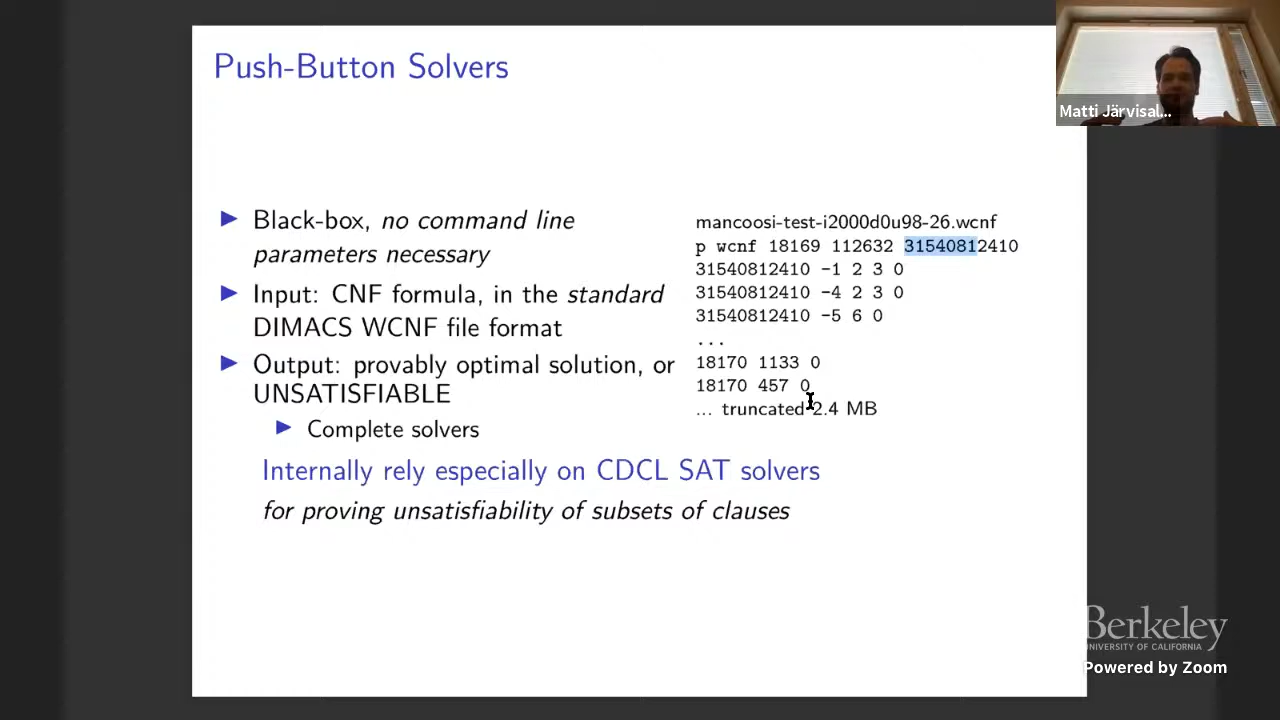 Push-Button Solvers
Matti Järvisal...
▶ Black-box, no command line
parameters necessary
▶ Input: CNF formula, in the standard
DIMACS WCNF file format
▶ Output: provably optimal solution, or
UNSATISFIABLE
▶ Complete solvers
Internally rely especially on CDCL SAT solvers
for proving unsatisfiability of subsets of clauses
mancoosi-test-i2000d0u98-26.wcnf
p wcnf 18169 112632 31540812410
31540812410 -1 2 3 0
31540812410 -4 2 3 0
31540812410 -5 6 0
...
18170 1133 0
18170 457 0
... truncated 2.4 MB
Berkeley
UNIVERSITY OF CALIFORNIA
Powered by Zoom